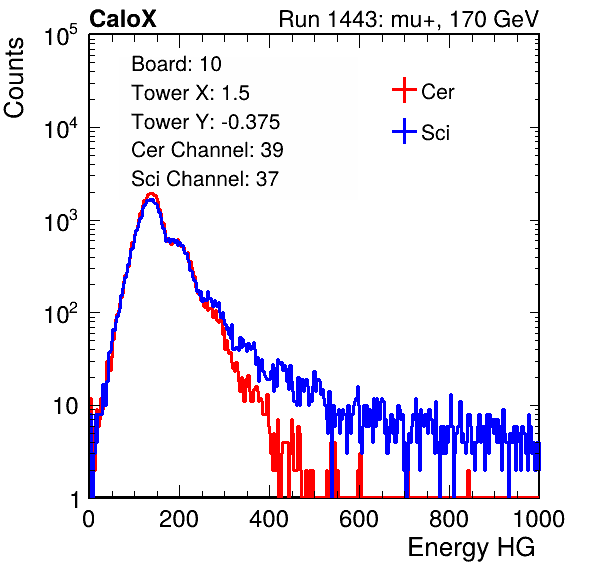 CaloX Run 1443: mu+, 170 GeV
Counts
10^5
10^4
10^3
10^2
10
1
Board: 10
Tower X: 1.5
Tower Y: -0.375
Cer Channel: 39
Sci Channel: 37
Cer
Sci
0 200 400 600 800 1000
Energy HG